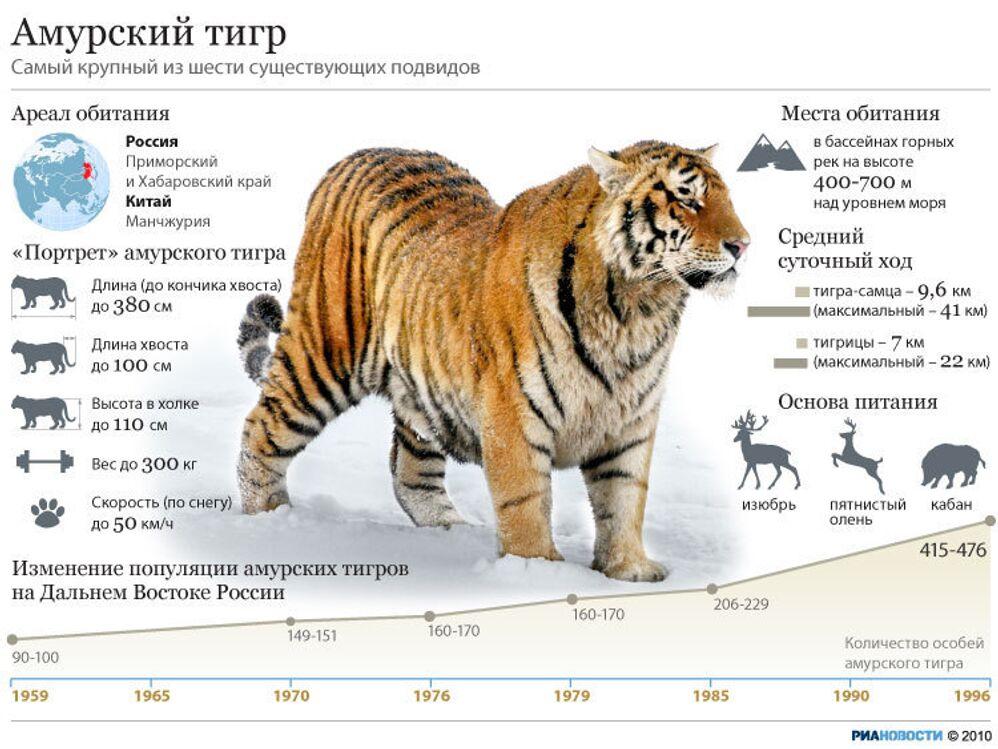 Амурский тигр
Самый крупный из шести существующих подвидов
Ареал обитания
Россия
Приморский
и Хабаровский край
Китай
Манчжурия
«Портрет» амурского тигра
Длина (до кончика хвоста)
до 380 см
Длина хвоста
до 100 см
Высота в холке
до 110 см
Вес до 300 кг
Скорость (по снегу)
до 50 км/ч
Места обитания
в бассейнах горных
рек на высоте
400-700 м
над уровнем моря
Средний
суточный ход
тигра-самца – 9,6 км
(максимальный – 41 км)
тигрицы – 7 км
(максимальный – 22 км)
Основа питания
изюбрь
пятнистый
олень
кабан
Изменение популяции амурских тигров
на Дальнем Востоке России
90-100
149-151
160-170
160-170
206-229
415-476
Количество особей
амурского тигра
1959 1965 1970 1976 1979 1985 1990 1996
РИАНОВОСТИ © 2010